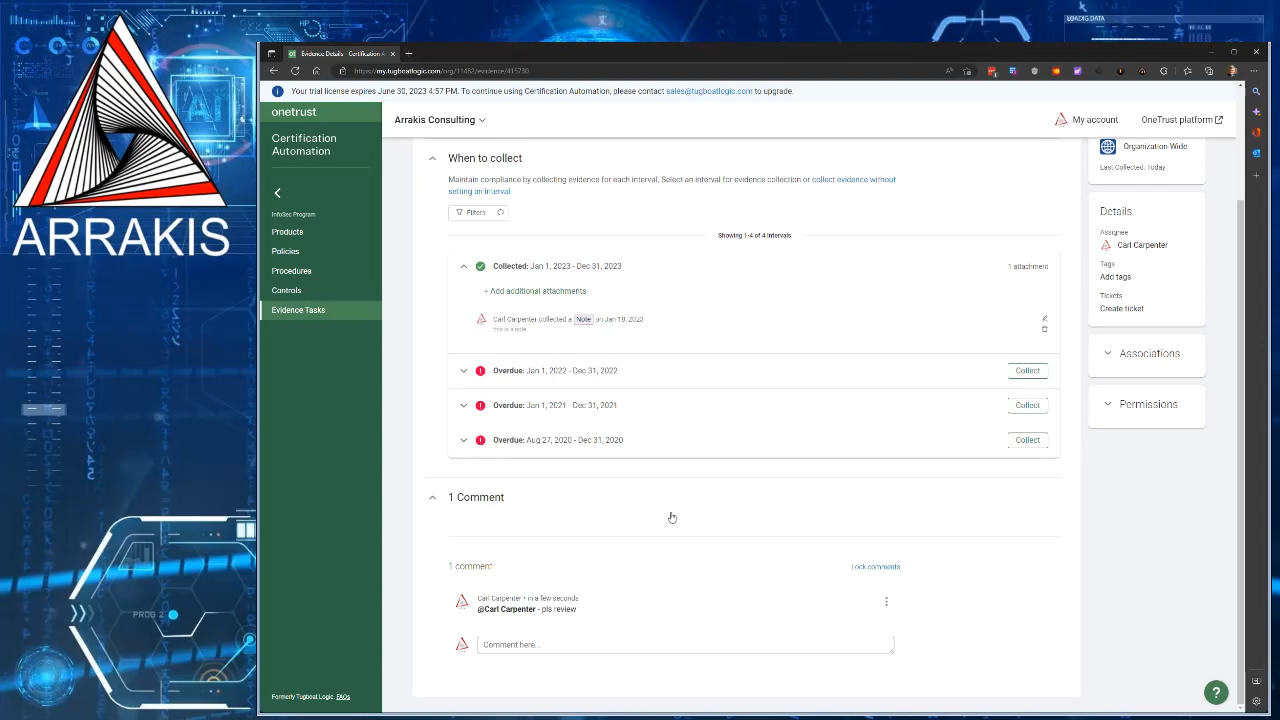 HP
LOADIG DATA
AI
ARRAKIS
PROG 2
Evidence Details - Certification A
https://my.tugboatlogic.com/
evidence/415730
Your trial license expires June 30, 2023 4:57 PM. To continue using Certification Automation, please contact sales@tugboatlogic.com to upgrade.
onetrust
Certification
Automation
InfoSec Program
Products
Policies
Procedures
Controls
Evidence Tasks
Formerly Tugboat Logic. FAQs
Arrakis Consulting
My account
OneTrust platform
When to collect
Maintain compliance by collecting evidence for each interval. Select an interval for evidence collection or collect evidence without
setting an interval.
Filters
Showing 1-4 of 4 Intervals
Collected: Jan 1, 2023 - Dec 31, 2023
1 attachment
+ Add additional attachments
Carl Carpenter collected a Note on Jan 18, 2023
this is a note.
Overdue: Jan 1, 2022 - Dec 31, 2022
Collect
Overdue: Jan 1, 2021 - Dec 31, 2021
Collect
Overdue: Aug 27, 2020 - Dec 31, 2020
Collect
1 Comment
1 comment
Lock comments
Carl Carpenter • in a few seconds
@Carl Carpenter - pls review
Comment here...
Organization-Wide
Last Collected: Today
Details
Assignee
Carl Carpenter
Tags
Add tags
Tickets
Create ticket
Associations
Permissions
?